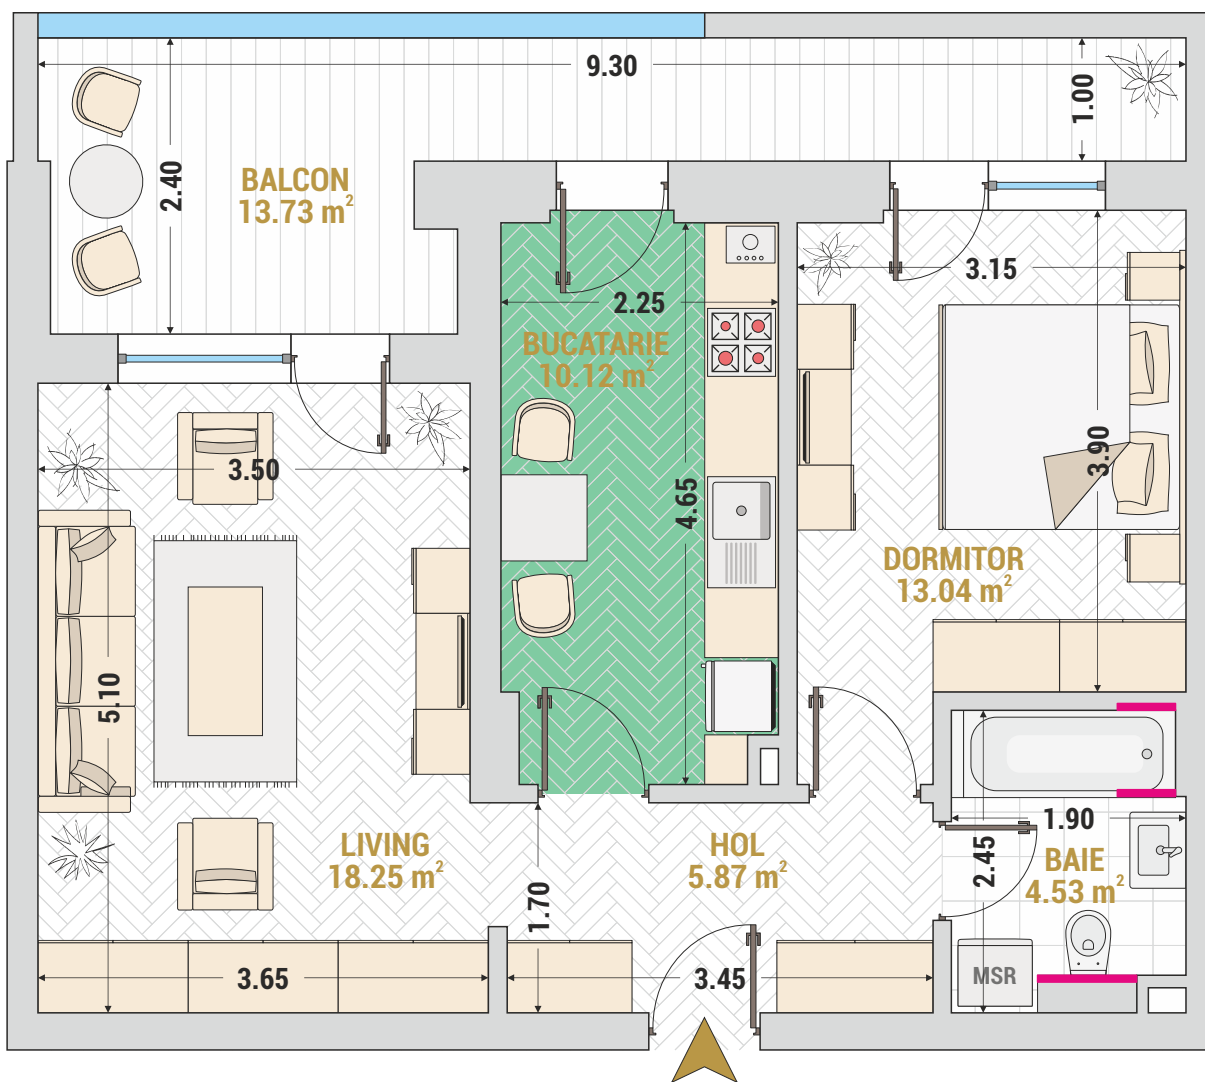 9.30
1.00
2.40
BALCON
13.73 m²
3.15
2.25
BUCATARIE
10.12 m²
3.90
3.50
4.65
DORMITOR
13.04 m²
5.10
1.90
LIVING
18.25 m²
HOL
5.87 m²
2.45
BAIE
4.53 m²
1.70
3.65
3.45
MSR